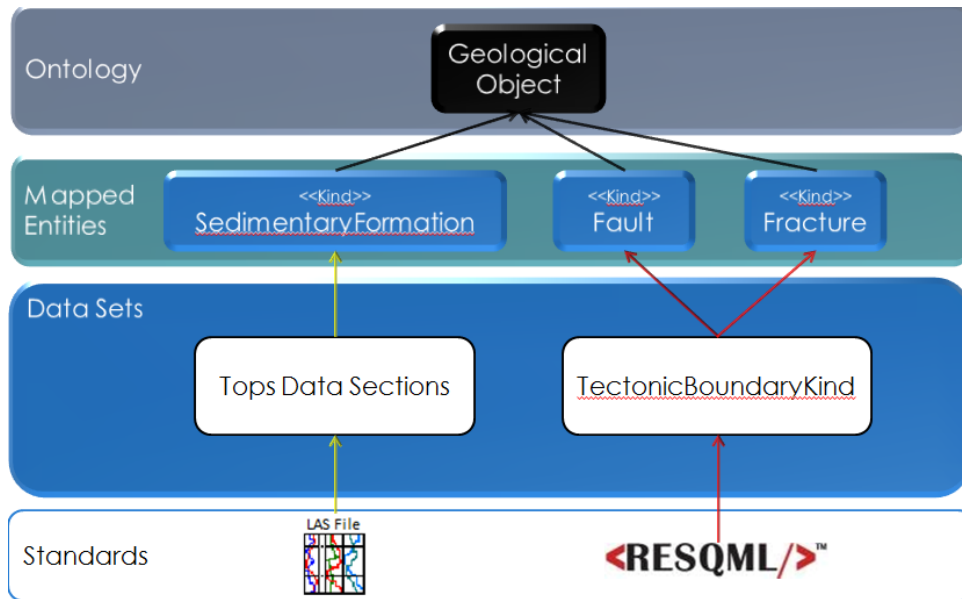 Ontology
Geological
Object
Mapped
Entities
<<Kind>>
SedimentaryFormation
<<Kind>>
Fault
<<Kind>>
Fracture
Data Sets
Tops Data Sections
TectonicBoundaryKind
Standards
LAS File
<RESQML/>™